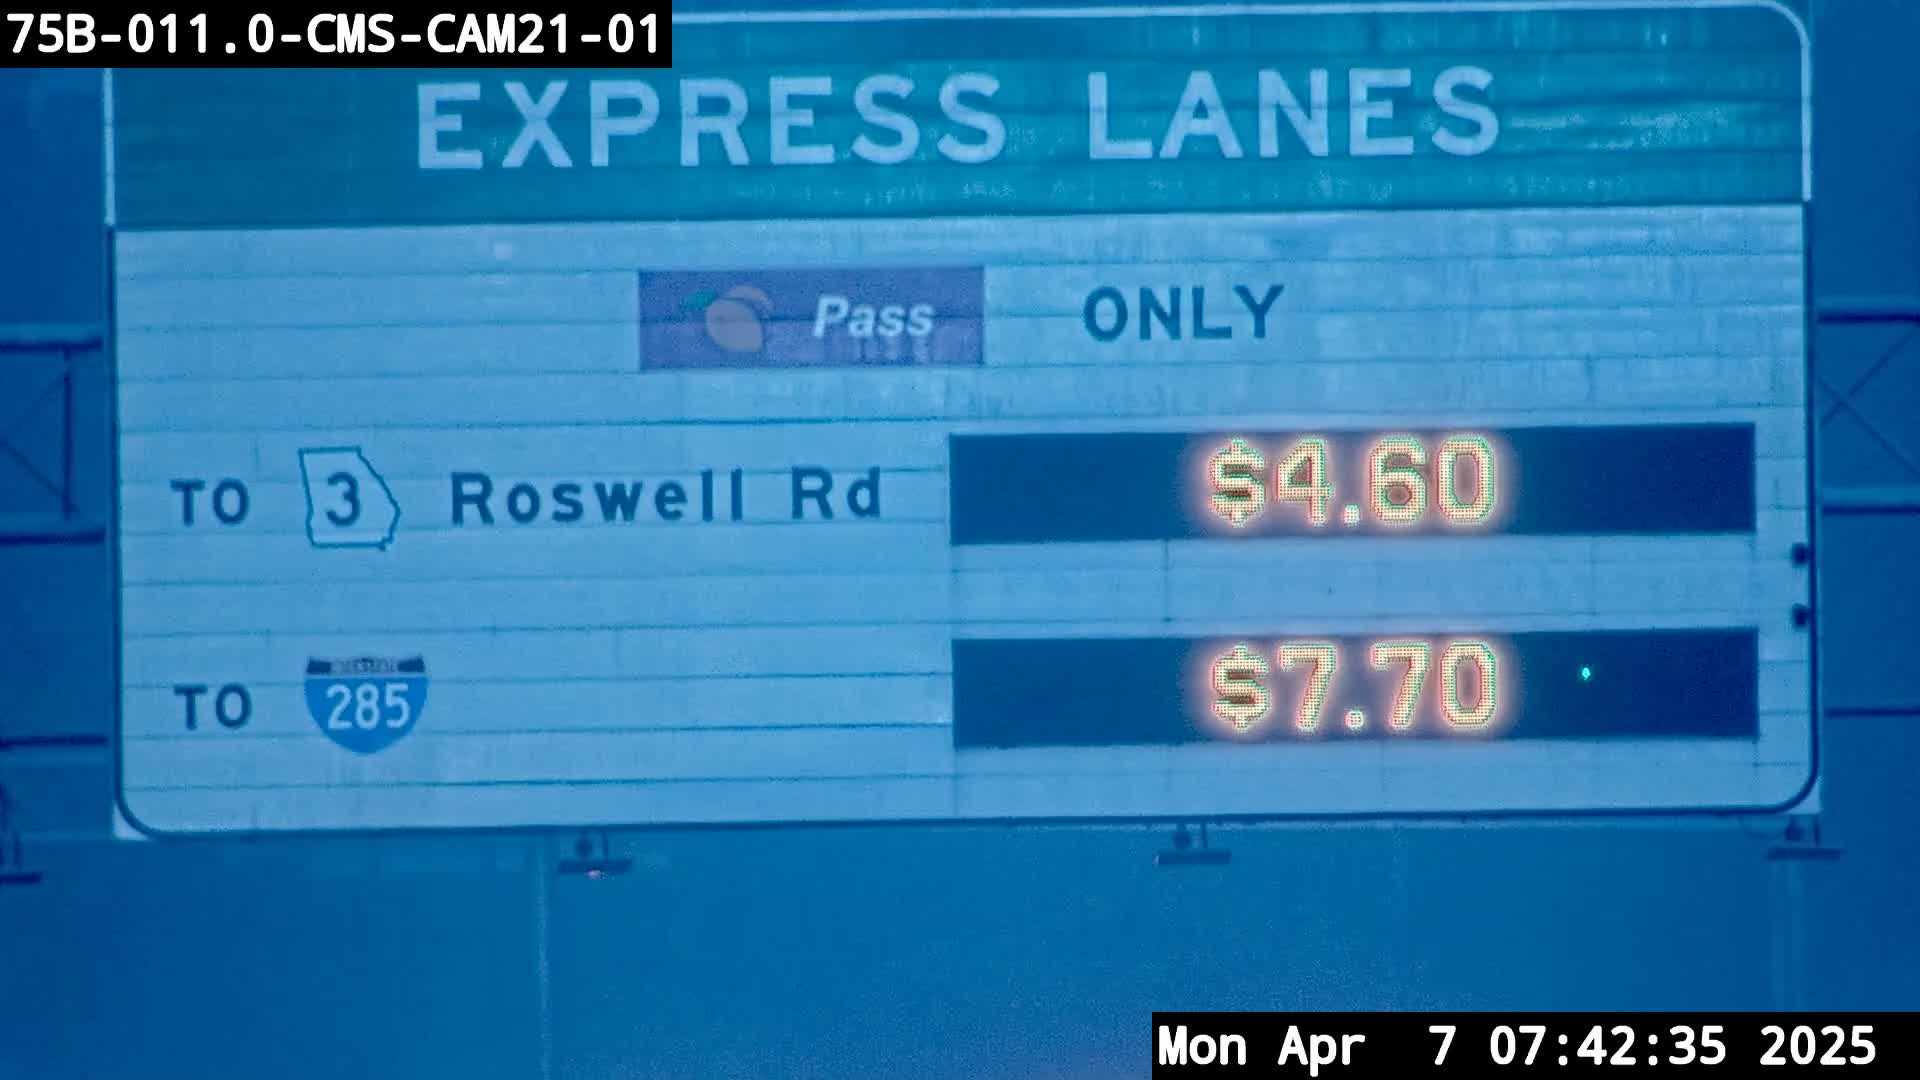 75B-011.0-CMS-CAM21-01
EXPRESS LANES
Pass ONLY
TO 3 Roswell Rd $4.60
TO 285 $7.70
Mon Apr 7 07:42:35 2025